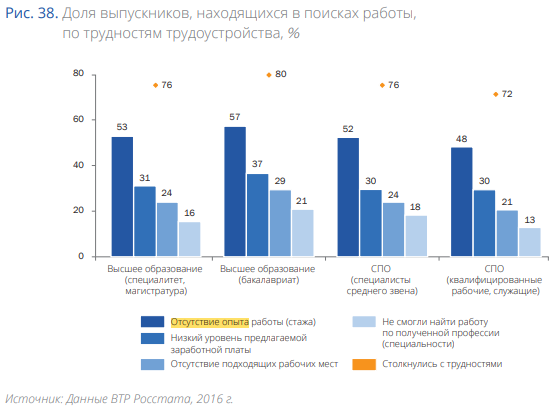 Рис. 38. Доля выпускников, находящихся в поисках работы,
по трудностям трудоустройства, %
80
60
40
20
0
76
80
76
72
53
31
24
16
57
37
29
21
52
30
24
18
48
30
21
13
Высшее образование
(специалитет,
магистратура)
Высшее образование
(бакалавриат)
СПО
(специалисты
среднего звена)
СПО
(квалифицированные
рабочие, служащие)
Отсутствие опыта работы (стажа)
Низкий уровень предлагаемой
заработной платы
Отсутствие подходящих рабочих мест
Не смогли найти работу
по полученной профессии
(специальности)
Столкнулись с трудностями
Источник: Данные ВТР Росстата, 2016 г.